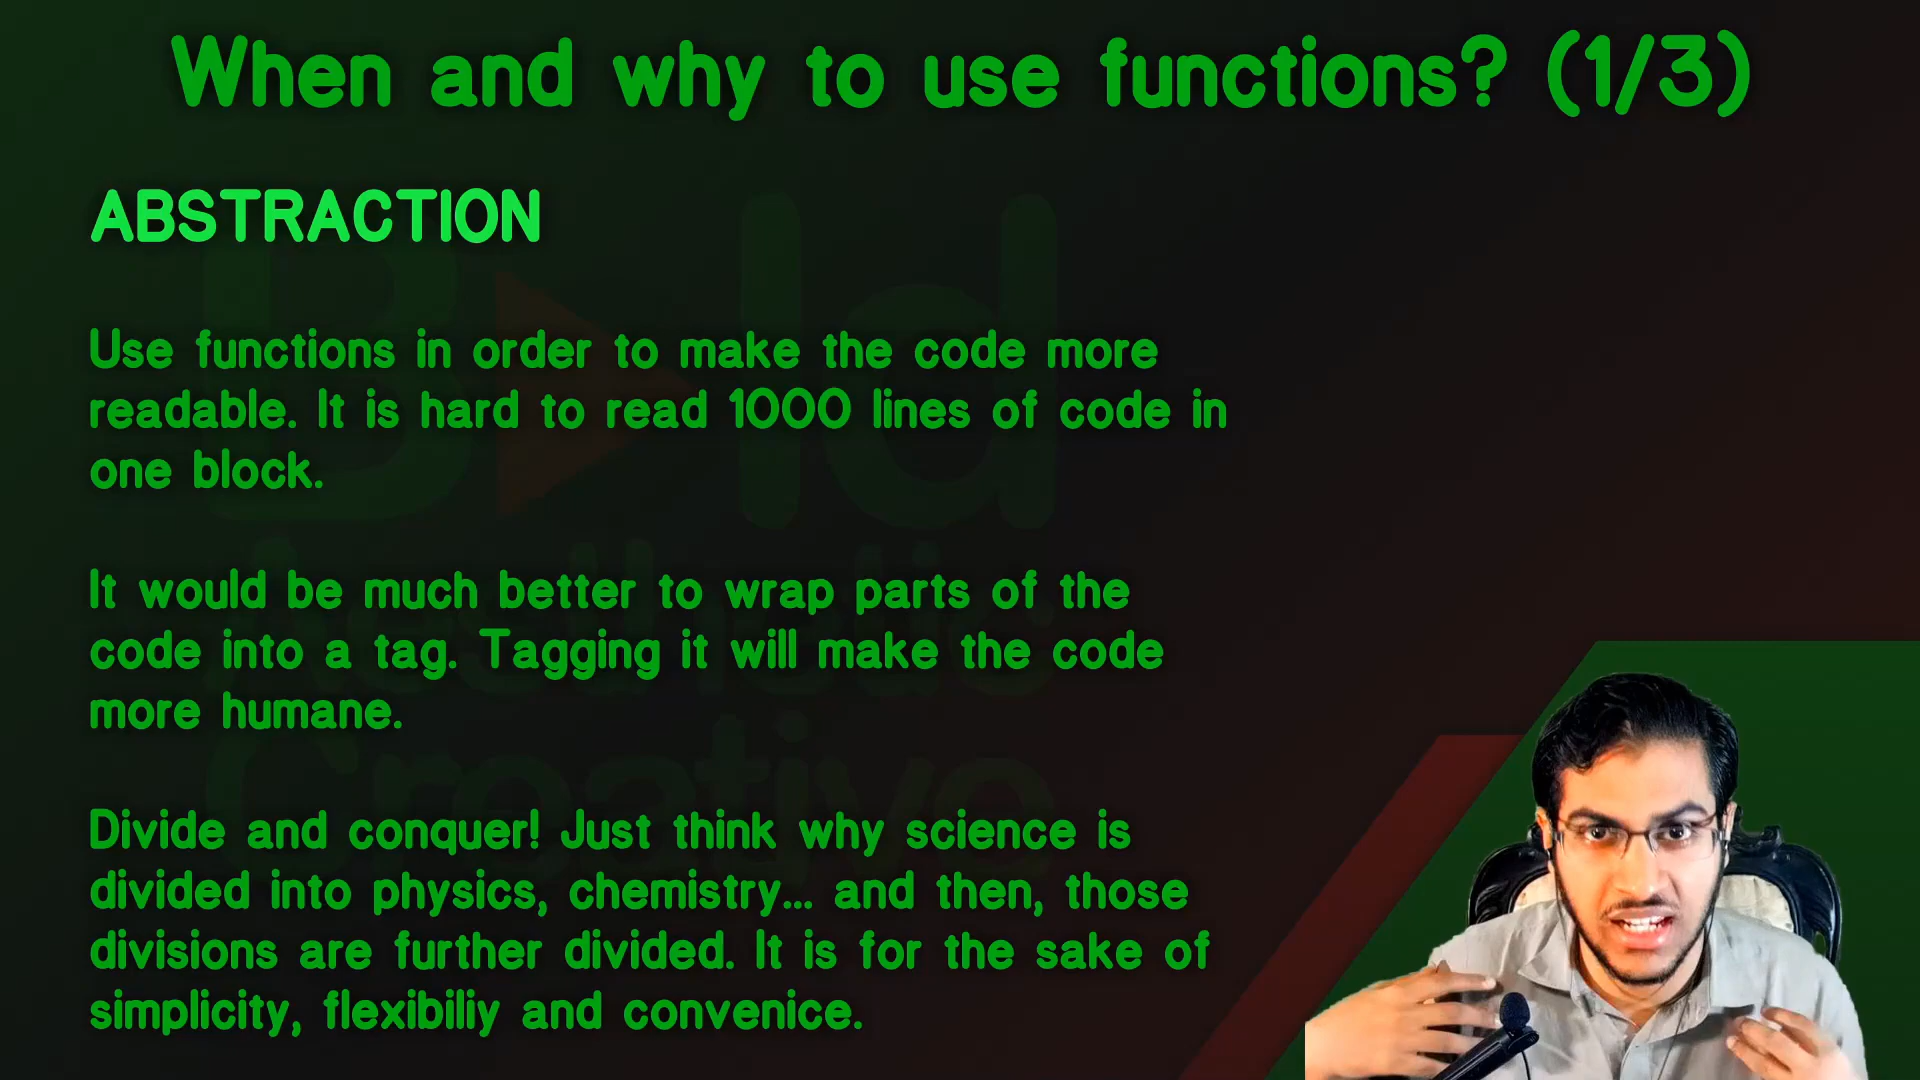 When and why to use functions? (1/3)
ABSTRACTION
Use functions in order to make the code more
readable. It is hard to read 1000 lines of code in
one block.
It would be much better to wrap parts of the
code into a tag. Tagging it will make the code
more humane.
Divide and conquer! Just think why science is
divided into physics, chemistry... and then, those
divisions are further divided. It is for the sake of
simplicity, flexibiliy and convenice.
B ld
Aesthetic
Creative